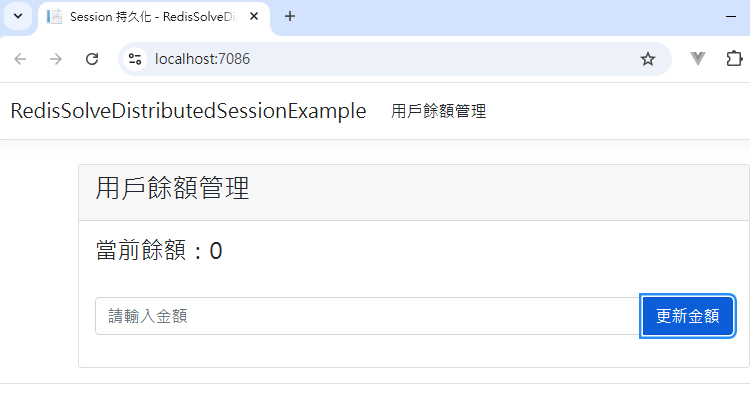 Session 持久化 - RedisSolveDi
localhost:7086
RedisSolveDistributedSessionExample 用戶餘額管理
用戶餘額管理
當前餘額：0
請輸入金額 更新金額